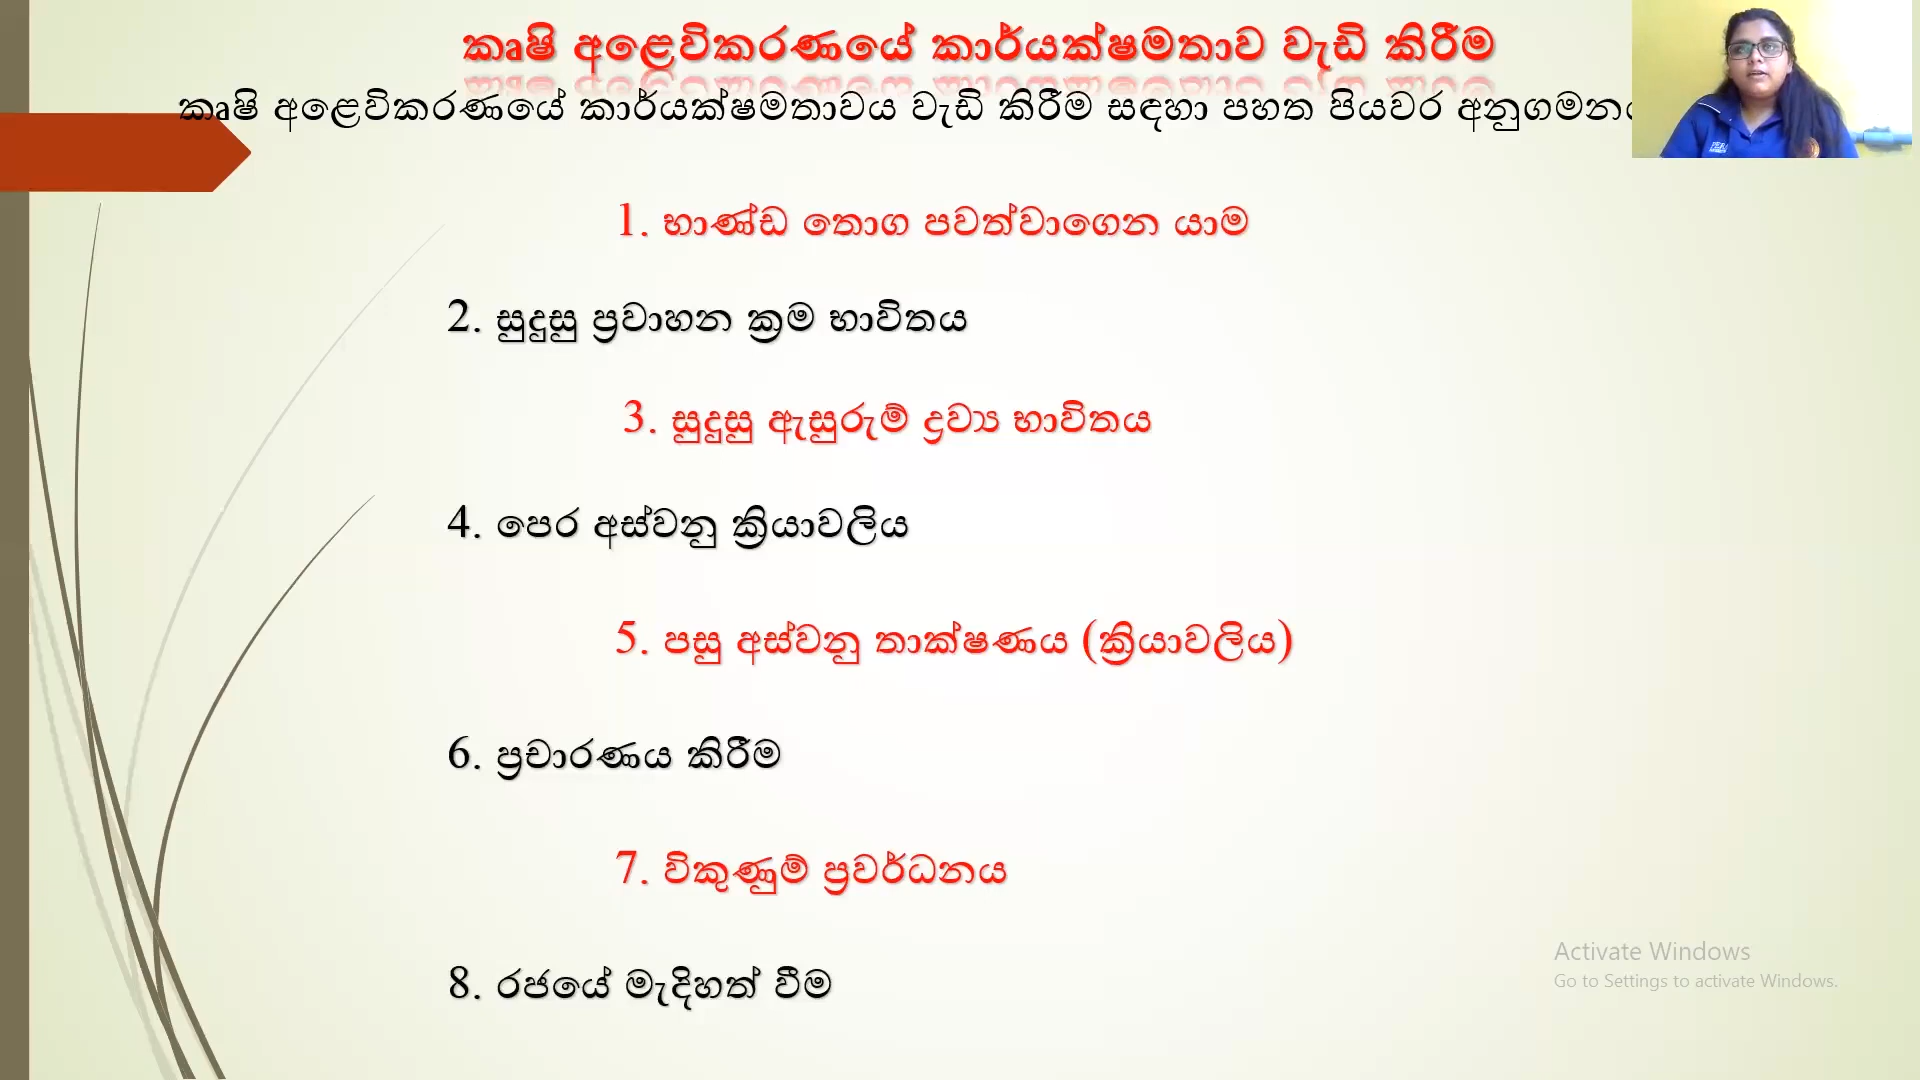 කෘෂි අළෙවිකරණයේ කාර්යක්ෂමතාව වැඩි කිරීම
කෘෂි අළෙවිකරණයේ කාර්යක්ෂමතාවය වැඩි කිරීම සඳහා පහත පියවර
1. භාණ්ඩ තොග පවත්වාගෙන යාම
2. සුදුසු ප්‍රවාහන ක්‍රම භාවිතය
3. සුදුසු ඇසුරුම් ද්‍රව්‍ය භාවිතය
4. පෙර අස්වනු ක්‍රියාවලිය
5. පසු අස්වනු තාක්ෂණය (ක්‍රියාවලිය)
6. ප්‍රචාරණය කිරීම
7. විකුණුම් ප්‍රවර්ධනය
8. රජයේ මැදිහත් වීම
Activate Windows
Go to Settings to activate Windows.